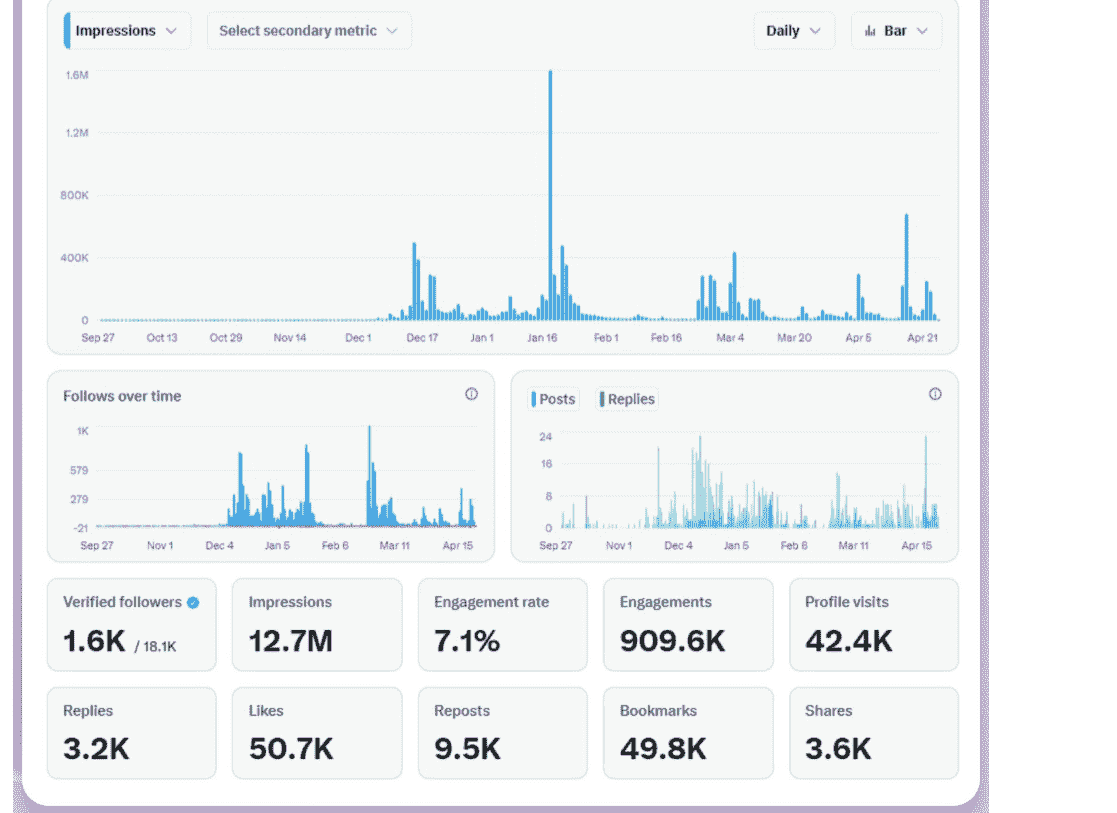 Impressions Select secondary metric Daily Bar
1.6M
1.2M
800K
400K
0
Sep 27 Oct 13 Oct 29 Nov 14 Dec 1 Dec 17 Jan 1 Jan 16 Feb 1 Feb 16 Mar 4 Mar 20 Apr 5 Apr 21
Follows over time
1K
579
279
-21
Sep 27 Nov 1 Dec 4 Jan 5 Feb 6 Mar 11 Apr 15
Posts Replies
24
16
8
0
Sep 27 Nov 1 Dec 4 Jan 5 Feb 6 Mar 11 Apr 15
Verified followers
1.6K / 18.1K
Impressions
12.7M
Engagement rate
7.1%
Engagements
909.6K
Profile visits
42.4K
Replies
3.2K
Likes
50.7K
Reposts
9.5K
Bookmarks
49.8K
Shares
3.6K